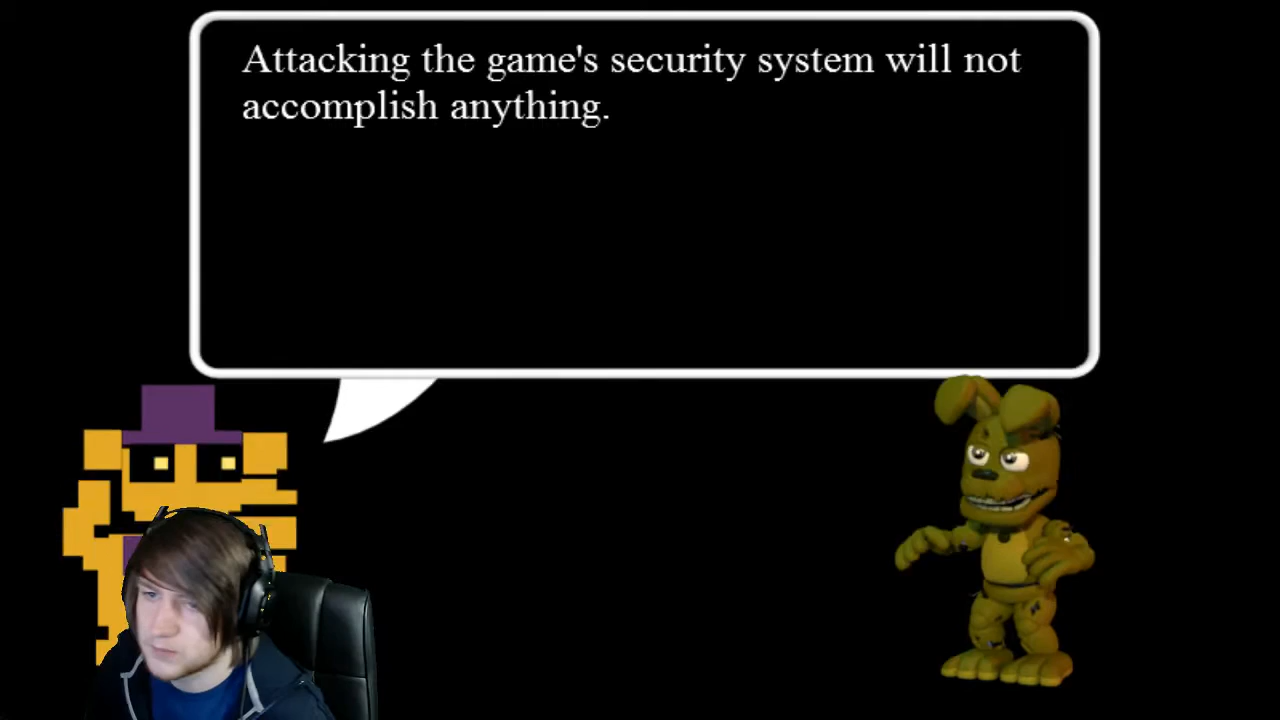 Attacking the game's security system will not
accomplish anything.